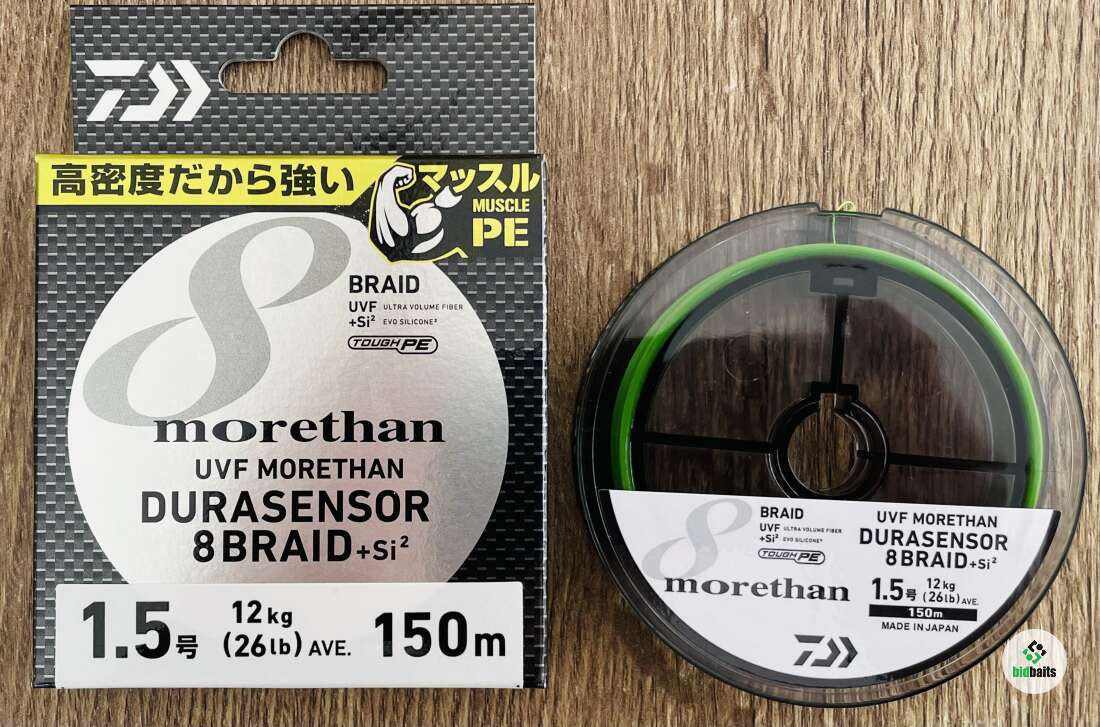 高密度だから強い
マッスル
MUSCLE
PE
8
BRAID
UVF ULTRA VOLUME FIBER
+Si² EVO SILICONE²
TOUGH PE
morethan
UVF MORETHAN
DURASENSOR
8BRAID+Si²
1.5号 12kg (26lb) AVE. 150m
8
BRAID
UVF ULTRA VOLUME FIBER
+Si² EVO SILICONE²
TOUGH PE
morethan
UVF MORETHAN
DURASENSOR
8BRAID+Si²
1.5号 12kg (26lb) AVE.
150m
MADE IN JAPAN
bidbaits